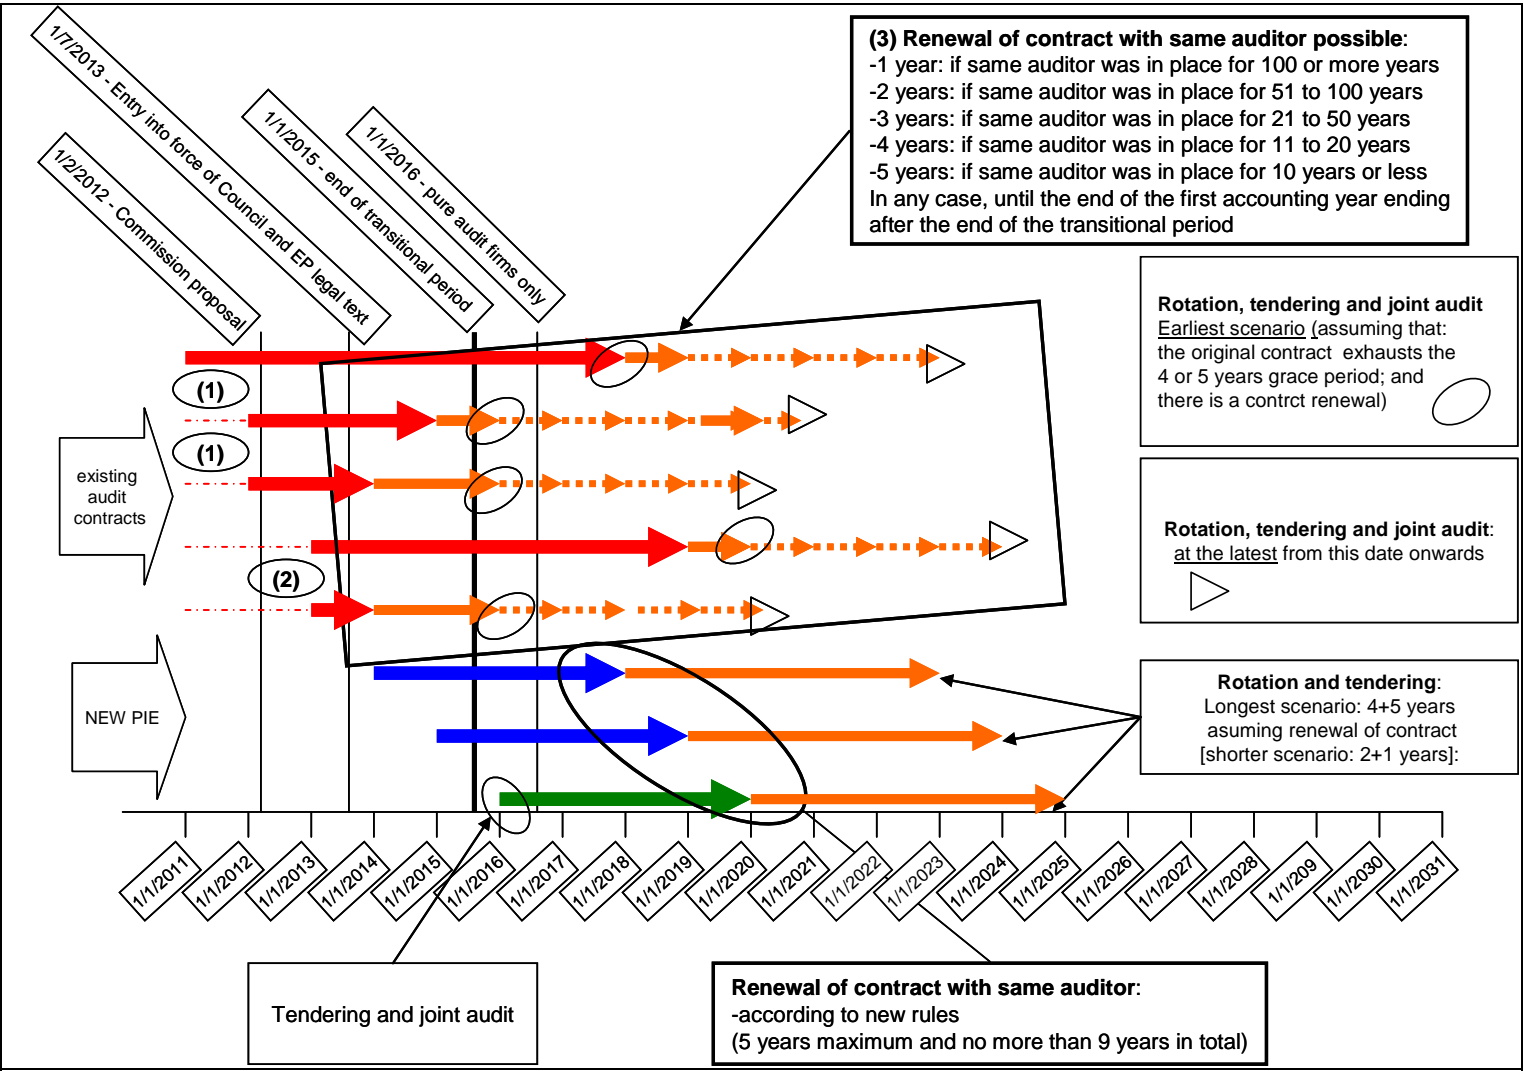 1/7/2013 - Entry into force of Council and EP legal text
1/2/2012 - Commission proposal
1/1/2015 - end of transitional period
1/1/2016 - pure audit firms only
(3) Renewal of contract with same auditor possible:
-1 year: if same auditor was in place for 100 or more years
-2 years: if same auditor was in place for 51 to 100 years
-3 years: if same auditor was in place for 21 to 50 years
-4 years: if same auditor was in place for 11 to 20 years
-5 years: if same auditor was in place for 10 years or less
In any case, until the end of the first accounting year ending
after the end of the transitional period
Rotation, tendering and joint audit
Earliest scenario (assuming that:
the original contract exhausts the
4 or 5 years grace period; and
there is a contrct renewal)
(1)
(1)
existing
audit
contracts
(2)
Rotation, tendering and joint audit:
at the latest from this date onwards
NEW PIE
Rotation and tendering:
Longest scenario: 4+5 years
asuming renewal of contract
[shorter scenario: 2+1 years]:
1/1/2011
1/1/2012
1/1/2013
1/1/2014
1/1/2015
1/1/2016
1/1/2017
1/1/2018
1/1/2019
1/1/2020
1/1/2021
1/1/2022
1/1/2023
1/1/2024
1/1/2025
1/1/2026
1/1/2027
1/1/2028
1/1/209
1/1/2030
1/1/2031
Tendering and joint audit
Renewal of contract with same auditor:
-according to new rules
(5 years maximum and no more than 9 years in total)